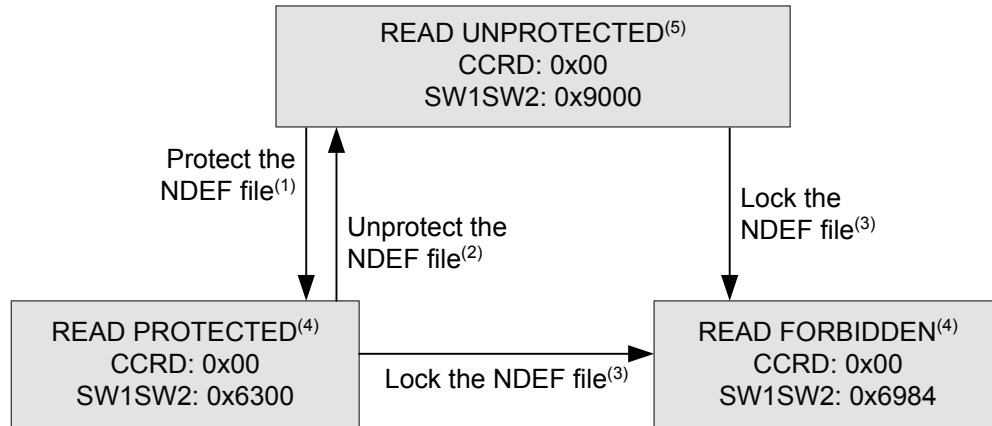 READ UNPROTECTED(5)
CCRD: 0x00
SW1SW2: 0x9000
Protect the
NDEF file(1)
Unprotect the
NDEF file(2)
Lock the
NDEF file(3)
READ PROTECTED(4)
CCRD: 0x00
SW1SW2: 0x6300
Lock the NDEF file(3)
READ FORBIDDEN(4)
CCRD: 0x00
SW1SW2: 0x6984